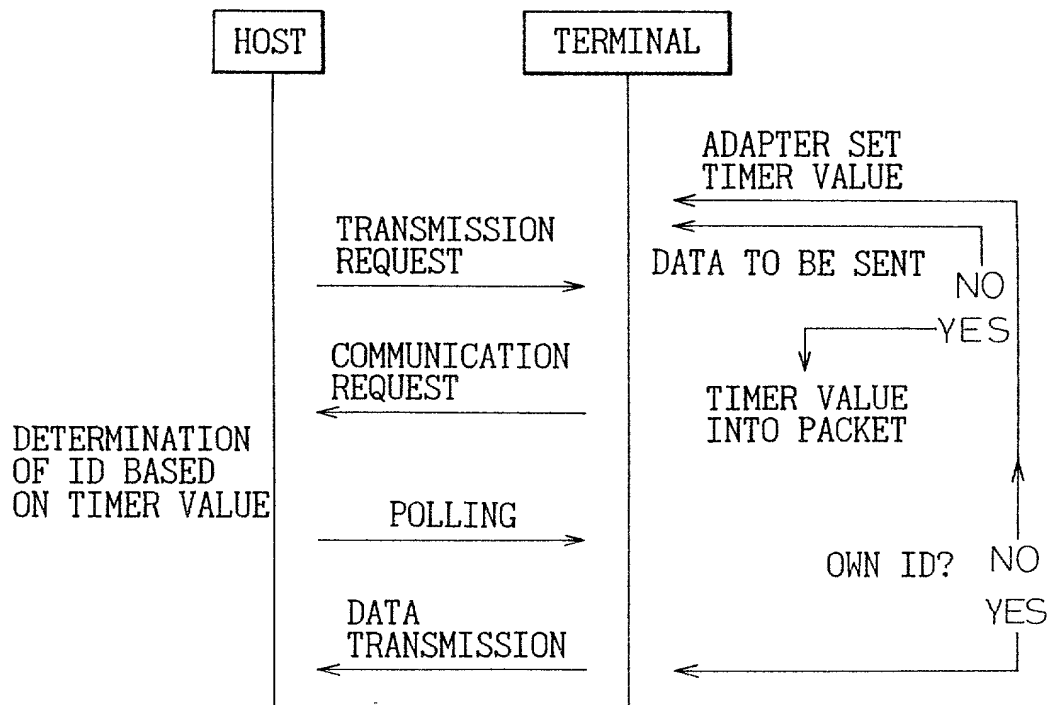 HOST
TERMINAL
ADAPTER SET
TIMER VALUE
TRANSMISSION
REQUEST
DATA TO BE SENT
NO
YES
COMMUNICATION
REQUEST
TIMER VALUE
INTO PACKET
DETERMINATION
OF ID BASED
ON TIMER VALUE
POLLING
OWN ID?
NO
YES
DATA
TRANSMISSION